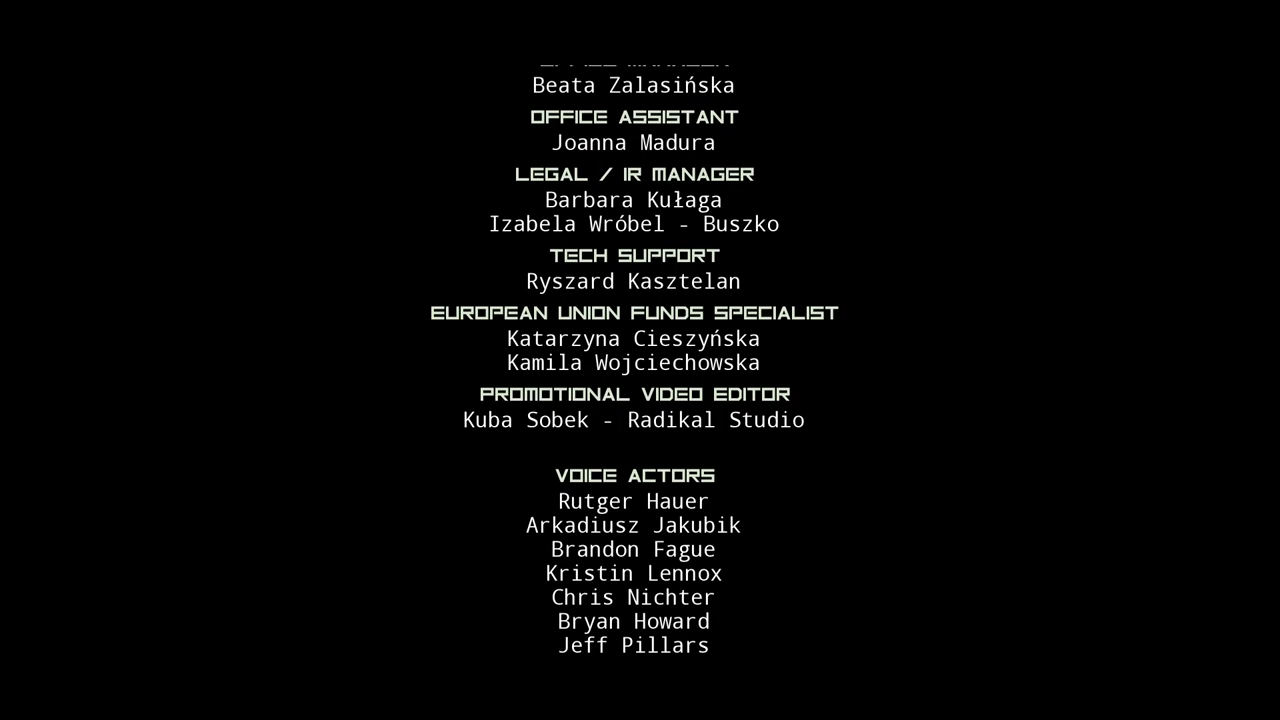 Beata Zalasińska
OFFICE ASSISTANT
Joanna Madura
LEGAL / IR MANAGER
Barbara Kułaga
Izabela Wróbel - Buszko
TECH SUPPORT
Ryszard Kasztelan
EUROPEAN UNION FUNDS SPECIALIST
Katarzyna Cieszyńska
Kamila Wojciechowska
PROMOTIONAL VIDEO EDITOR
Kuba Sobek - Radikal Studio
VOICE ACTORS
Rutger Hauer
Arkadiusz Jakubik
Brandon Fague
Kristin Lennox
Chris Nichter
Bryan Howard
Jeff Pillars